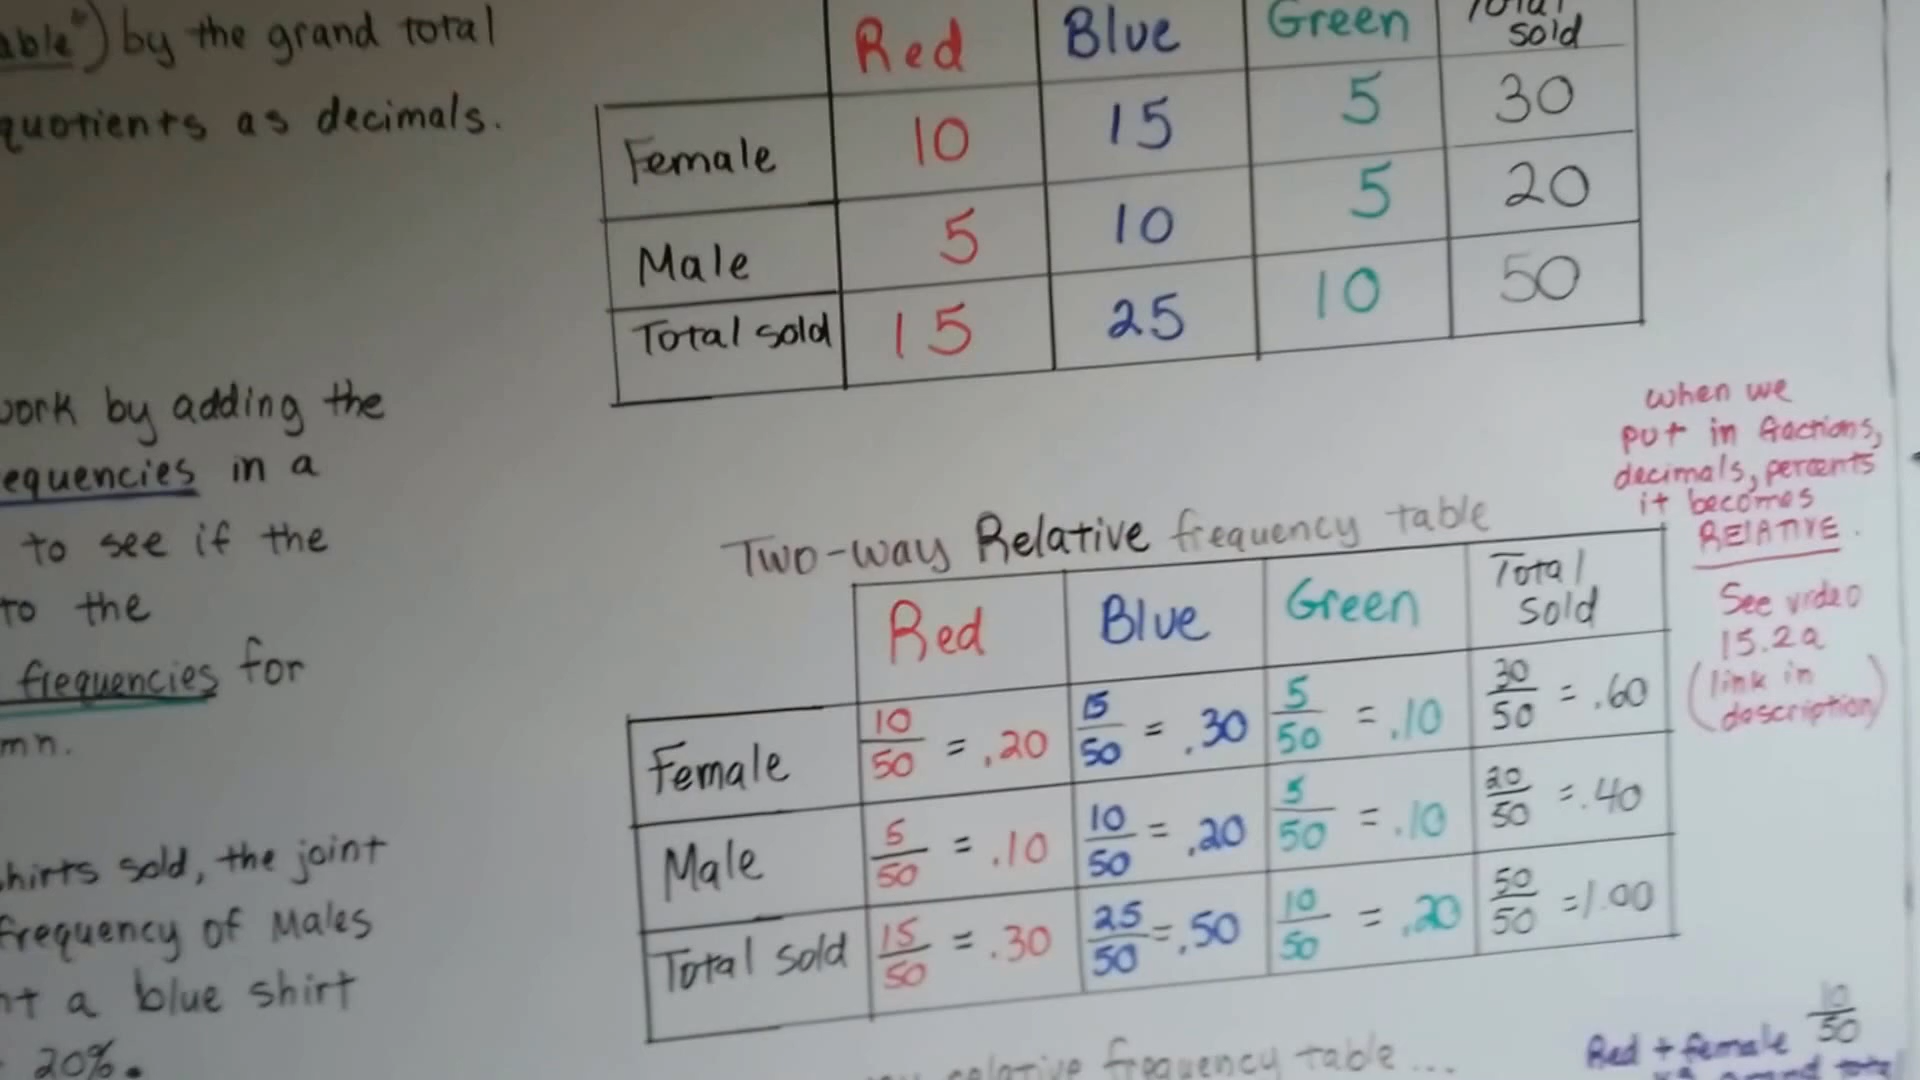 able") by the grand total
quotients as decimals.
work by adding the
equencies in a
to see if the
to the
frequencies for
mn.
hirts sold, the joint
frequency of Males
nt a blue shirt
20%.
Red Blue Green Total sold
Female 10 15 5 30
Male 5 10 5 20
Total sold 15 25 10 50
when we
put in fractions,
decimals, percents
it becomes
RELATIVE.
See video
15.2a
(link in
description)
Two-way Relative frequency table
Red Blue Green Total sold
Female 10/50 = .20 15/50 = .30 5/50 = .10 30/50 = .60
Male 5/50 = .10 10/50 = .20 5/50 = .10 20/50 = .40
Total sold 15/50 = .30 25/50 = .50 10/50 = .20 50/50 = 1.00
relative frequency table...
Red + female 10/50
grand total